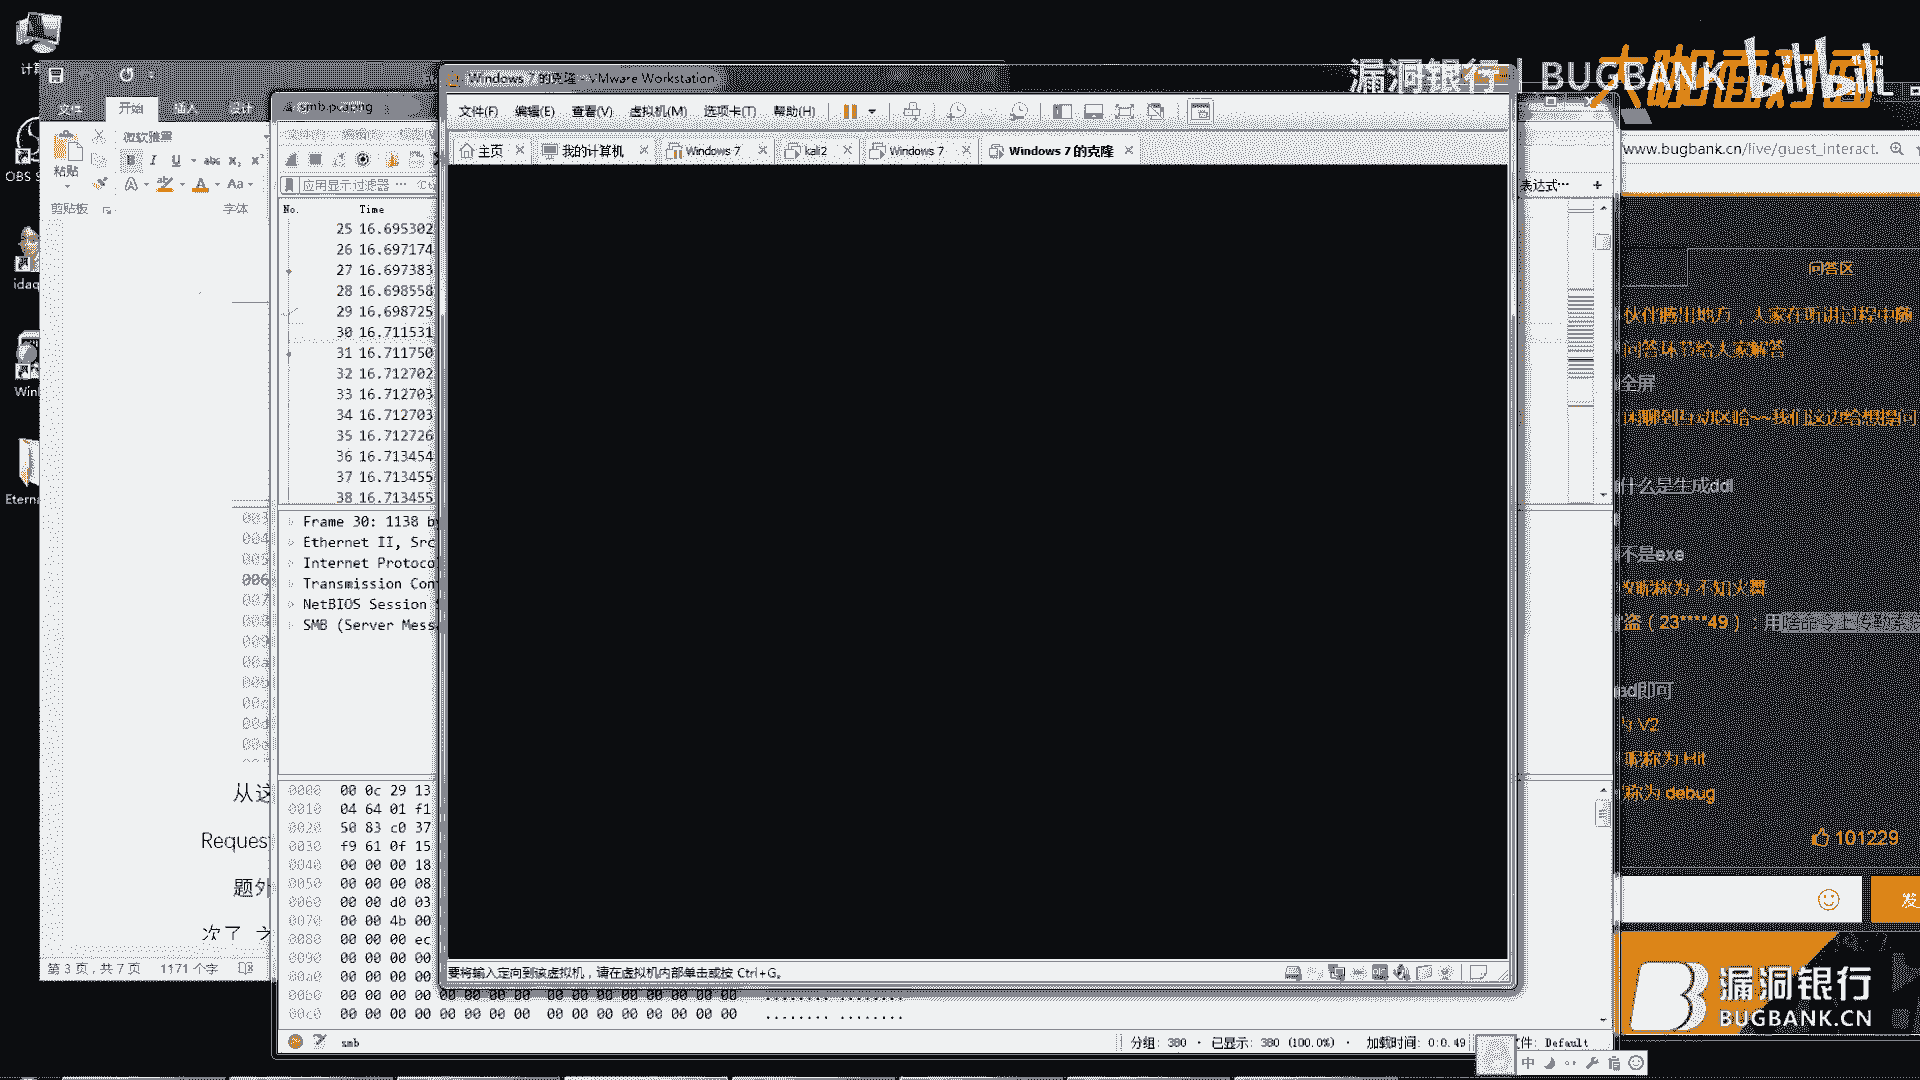 漏洞银行 | BUGBANK
大咖面对面
bilibili
Windows 7 的克隆 - VMware Workstation
文件(F) 编辑(E) 查看(V) 虚拟机(M) 选项卡(T) 帮助(H)
主页
我的计算机
Windows 7
kali2
Windows 7
Windows 7 的克隆
要将输入定向到该虚拟机，请在虚拟机内部单击或按 Ctrl+G。
OBS S
idaq
Etern
文件 开始 插入 设计
微软雅黑
粘贴
剪贴板
字体
003
004
005
006
007
008
009
从这
Reques
题外
次了
第 3 页，共 7 页 1171 个字
smb.pcapng
应用显示过滤器 …
表达式… +
No. Time
25 16.695302
26 16.697174
27 16.697383
28 16.698558
29 16.698725
30 16.711531
31 16.711750
32 16.712702
33 16.712703
34 16.712703
35 16.712726
36 16.713454
37 16.713455
38 16.713455
Frame 30: 1138 by
Ethernet II, Src
Internet Protoco
Transmission Con
NetBIOS Session
SMB (Server Mess
0000 00 0c 29 13
0010 04 64 01 f1
0020 50 83 c0 37
0030 f9 61 0f 15
0040 00 00 00 18
0050 00 00 00 08
0060 00 00 d0 03
0070 00 00 4b 00
0080 00 00 00 ec
0090 00 00 00 00
00a0 00 00 00 00
00b0 00 00 00 00 00 00 00 00 00 00 00 00 00 00 00 00 ........ ........
00c0 00 00 00 00 00 00 00 00 00 00 00 00 00 00 00 00 ........ ........
smb
分组: 380 · 已显示: 380 (100.0%) · 加载时间: 0:0.49
件: Default
中
www.bugbank.cn/live/guest_interact.
问答区
伙伴腾出地方，大家在听讲过程中随
问答环节给大家解答
全屏
闲聊到互动区哈~~我们这边给想提问
什么是生成ddl
不是exe
改昵称为 不知火舞
盗（23****49）：用啥命令上传勒索
md即可
为 V2
昵称为 Hit
称为 debug
101229
发
漏洞银行
BUGBANK.CN